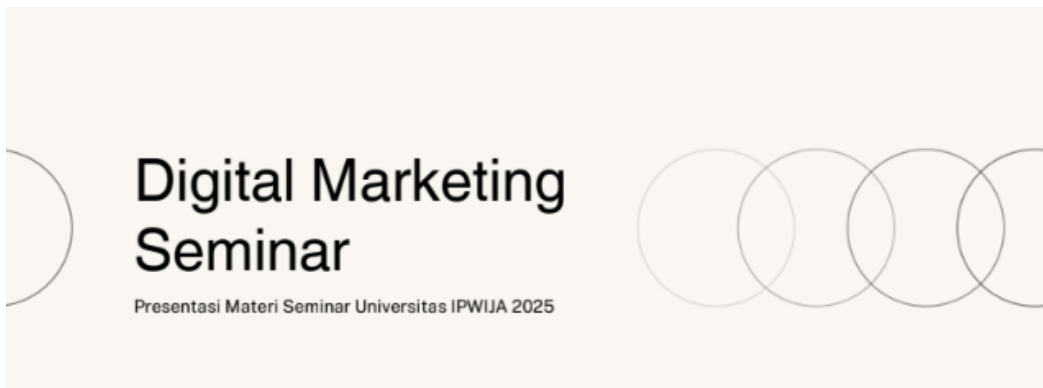 Digital Marketing
Seminar
Presentasi Materi Seminar Universitas IPWIJA 2025